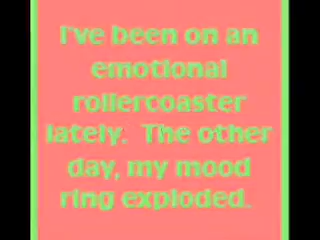 I've been on an
emotional
rollercoaster
lately.  The other
day, my mood
ring exploded.